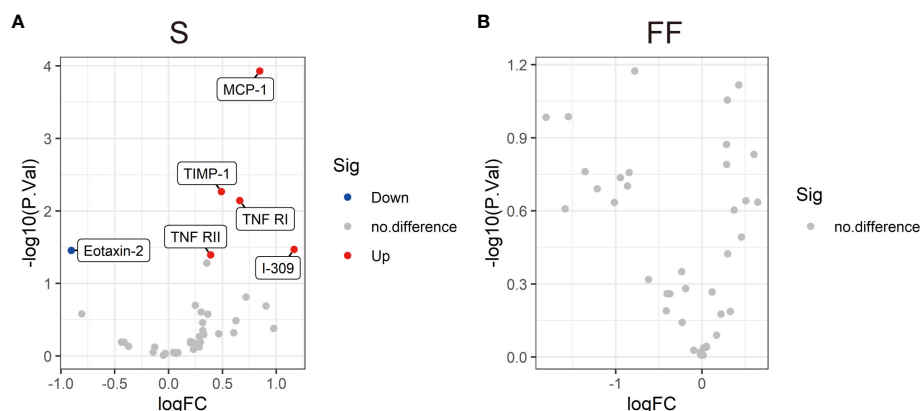 A
S
4
3
2
1
0
-log10(P.Val)
MCP-1
TIMP-1
TNF RI
TNF RII
Eotaxin-2
I-309
-1.0 -0.5 0.0 0.5 1.0
logFC
Sig
Down
no.difference
Up
B
FF
1.2
0.9
0.6
0.3
0.0
-log10(P.Val)
-1 0
logFC
Sig
no.difference